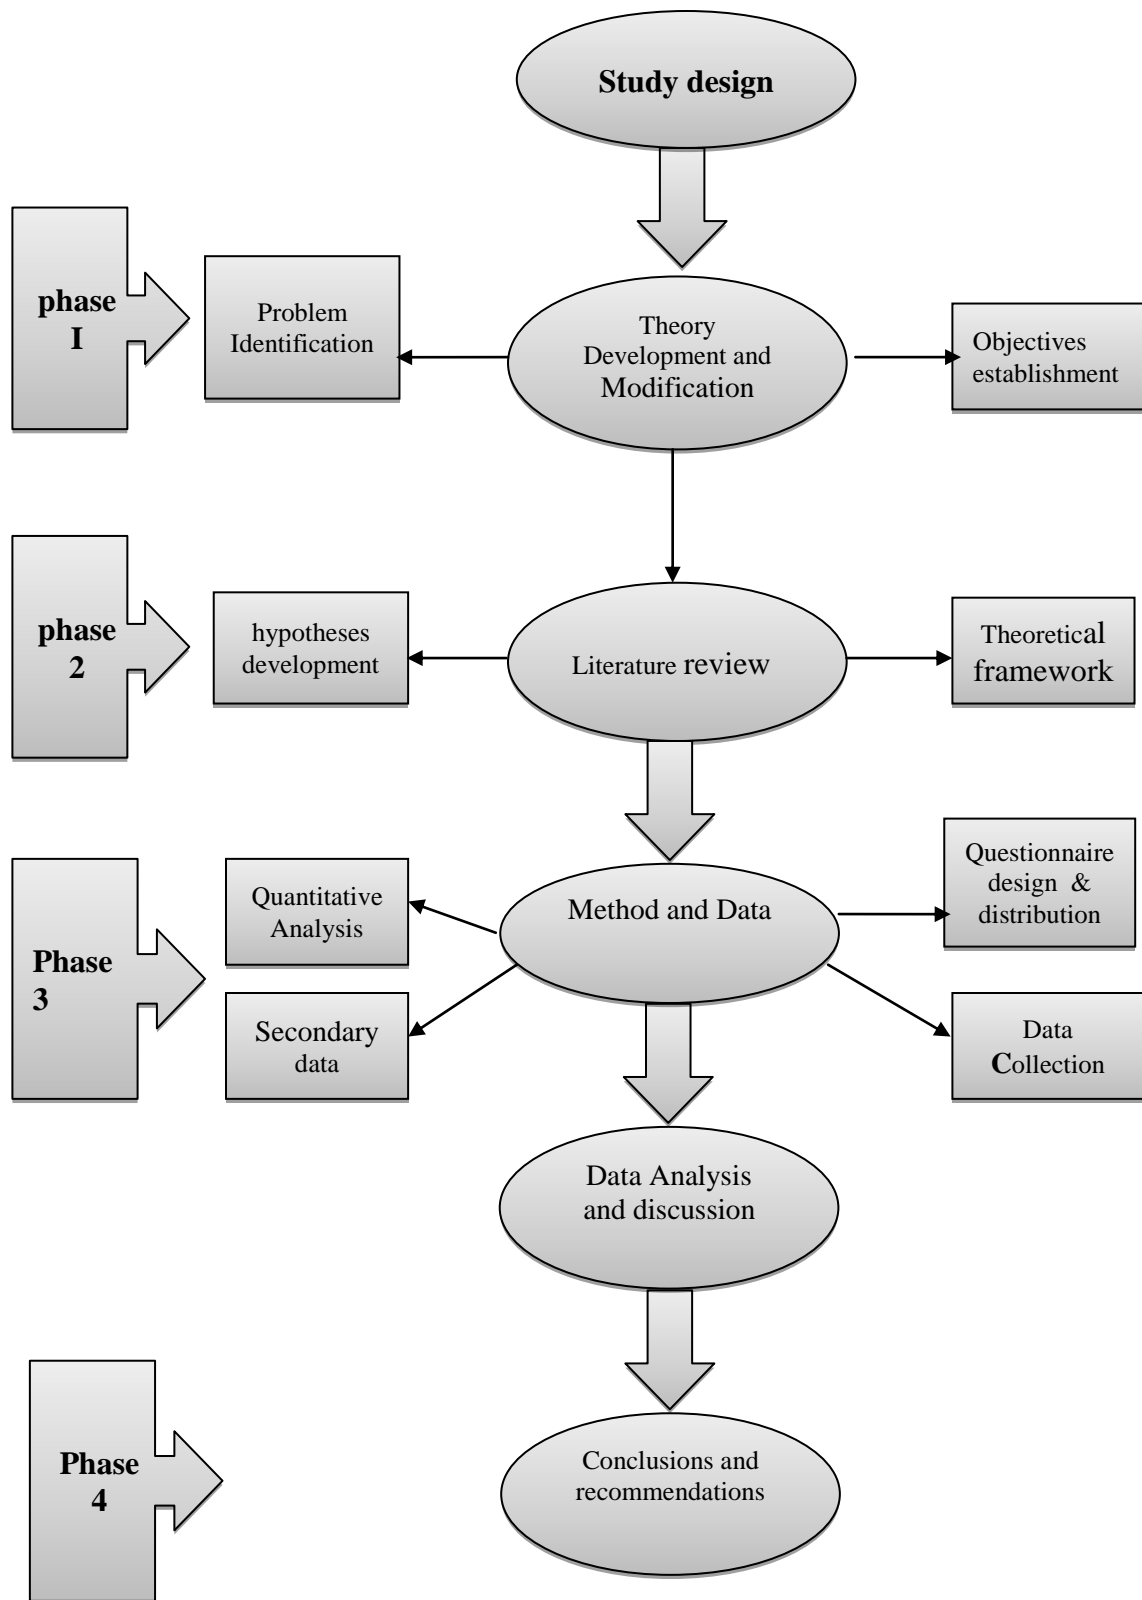 Study design
phase
I
Problem
Identification
Theory
Development and
Modification
Objectives
establishment
phase
2
hypotheses
development
Literature review
Theoretical
framework
Phase
3
Quantitative
Analysis
Method and Data
Questionnaire
design &
distribution
Secondary
data
Data
Collection
Data Analysis
and discussion
Phase
4
Conclusions and
recommendations